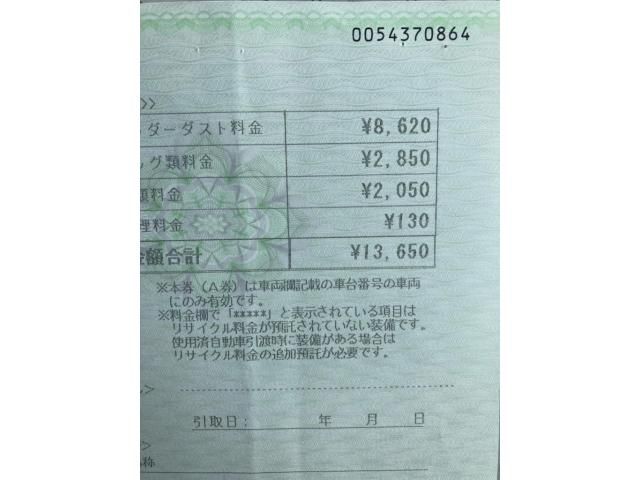 0054370864
》
ダーダスト料金 ¥8,620
ッグ類料金 ¥2,850
類料金 ¥2,050
理料金 ¥130
金額合計 ¥13,650
※本券（A券）は車両欄記載の車台番号の車両
にのみ有効です。
※料金欄で「*****」と表示されている項目は
リサイクル料金が預託されていない装備です。
使用済自動車引渡時に装備がある場合は
リサイクル料金の追加預託が必要です。
引取日： 年 月 日
称